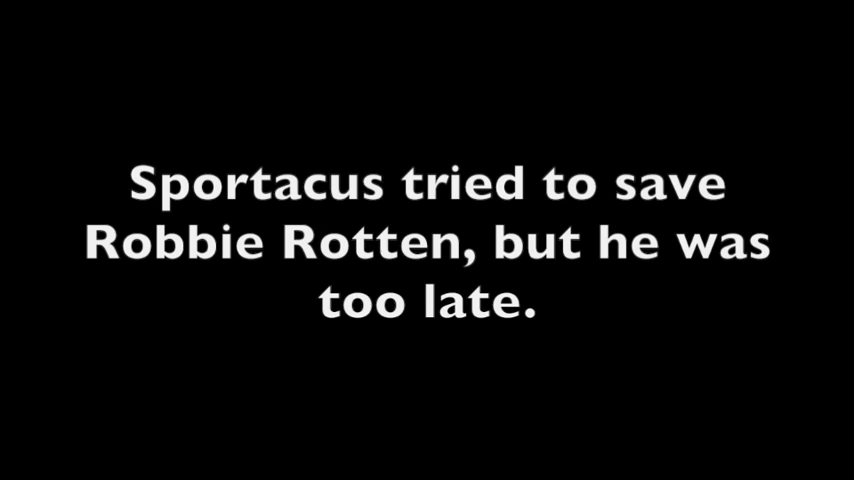 Sportacus tried to save
Robbie Rotten, but he was
too late.